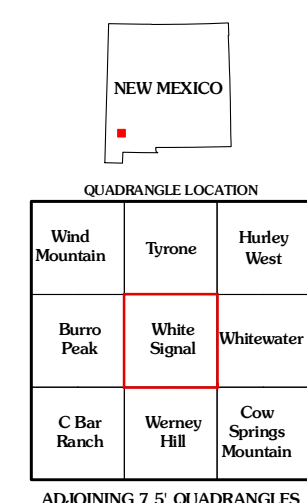 NEW MEXICO
QUADRANGLE LOCATION
Wind
Mountain
Tyrone
Hurley
West
Burro
Peak
White
Signal
Whitewater
C Bar
Ranch
Werney
Hill
Cow
Springs
Mountain
ADJOINING 7.5' QUADRANGLES